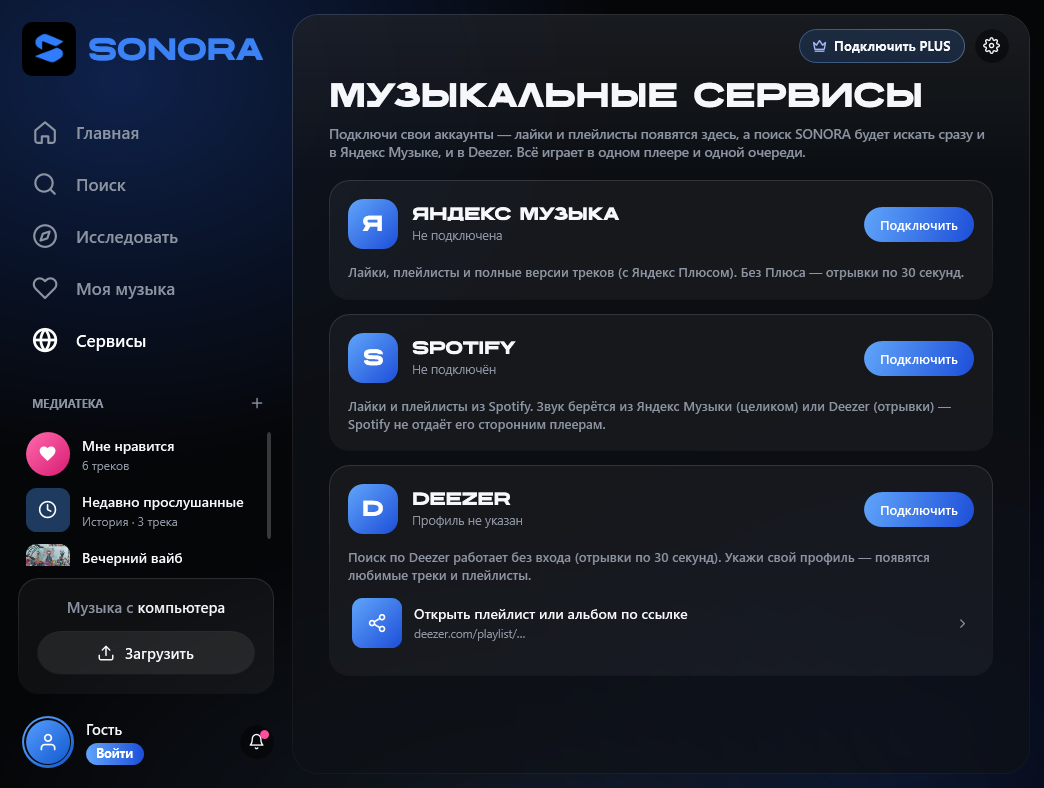 SONORA
Главная
Поиск
Исследовать
Моя музыка
Сервисы
МЕДИАТЕКА
Мне нравится
6 треков
Недавно прослушанные
История · 3 трека
Вечерний вайб
Музыка с компьютера
Загрузить
Гость
Войти
Подключить PLUS
МУЗЫКАЛЬНЫЕ СЕРВИСЫ
Подключи свои аккаунты — лайки и плейлисты появятся здесь, а поиск SONORA будет искать сразу и
в Яндекс Музыке, и в Deezer. Всё играет в одном плеере и одной очереди.
Я
ЯНДЕКС МУЗЫКА
Не подключена
Подключить
Лайки, плейлисты и полные версии треков (с Яндекс Плюсом). Без Плюса — отрывки по 30 секунд.
S
SPOTIFY
Не подключён
Подключить
Лайки и плейлисты из Spotify. Звук берётся из Яндекс Музыки (целиком) или Deezer (отрывки) —
Spotify не отдаёт его сторонним плеерам.
D
DEEZER
Профиль не указан
Подключить
Поиск по Deezer работает без входа (отрывки по 30 секунд). Укажи свой профиль — появятся
любимые треки и плейлисты.
Открыть плейлист или альбом по ссылке
deezer.com/playlist/...